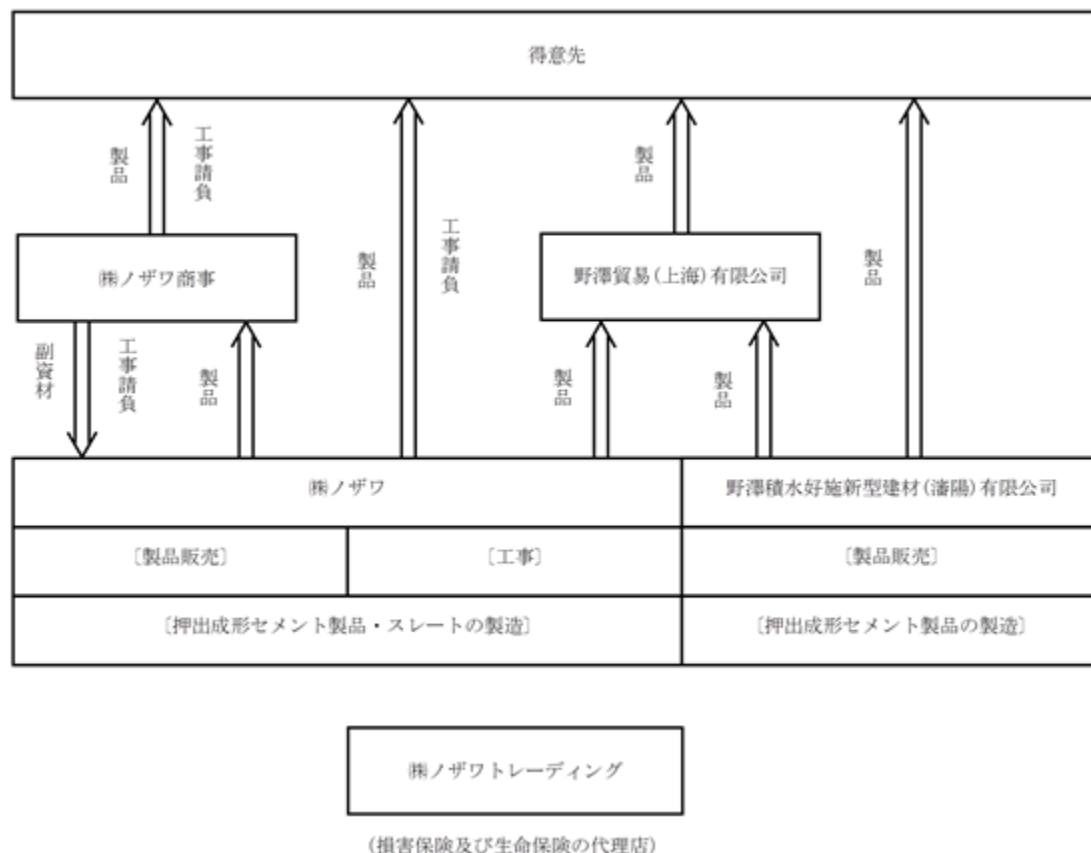 得意先
製品
工事請負
㈱ノザワ商事
製品
工事請負
製品
野澤貿易(上海)有限公司
製品
副資材
工事請負
製品
製品
製品
㈱ノザワ
野澤積水好施新型建材(瀋陽)有限公司
〔製品販売〕
〔工事〕
〔製品販売〕
〔押出成形セメント製品・スレートの製造〕
〔押出成形セメント製品の製造〕
㈱ノザワトレーディング
(損害保険及び生命保険の代理店)